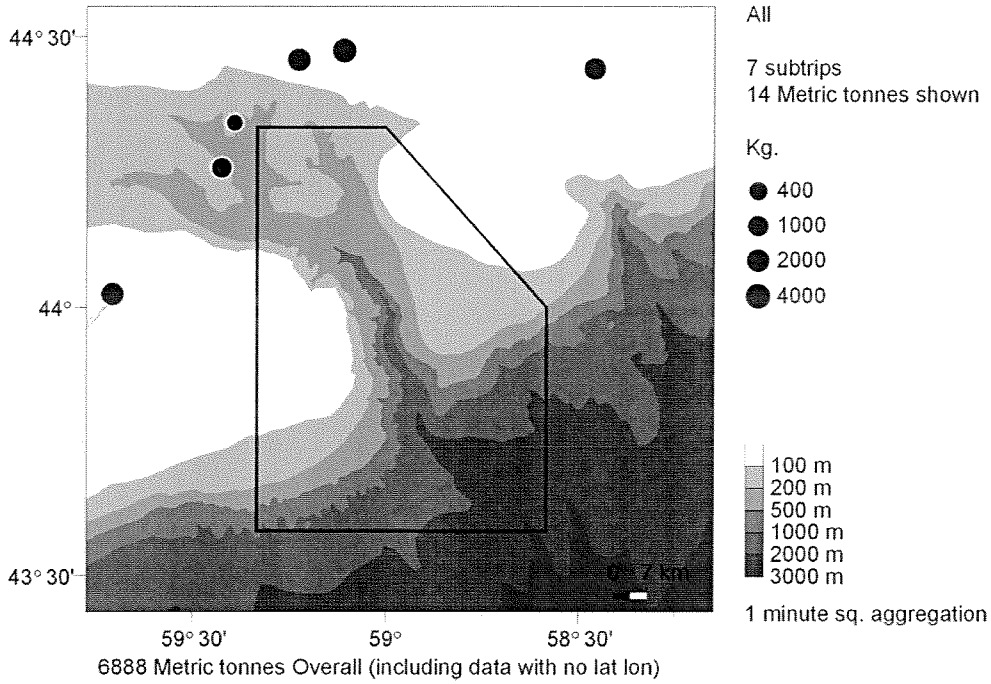 All
7 subtrips
14 Metric tonnes shown
Kg.
400
1000
2000
4000
44° 30'
44°
43° 30'
100 m
200 m
500 m
1000 m
2000 m
3000 m
0 7 km
1 minute sq. aggregation
59° 30'
59°
58° 30'
6888 Metric tonnes Overall (including data with no lat lon)